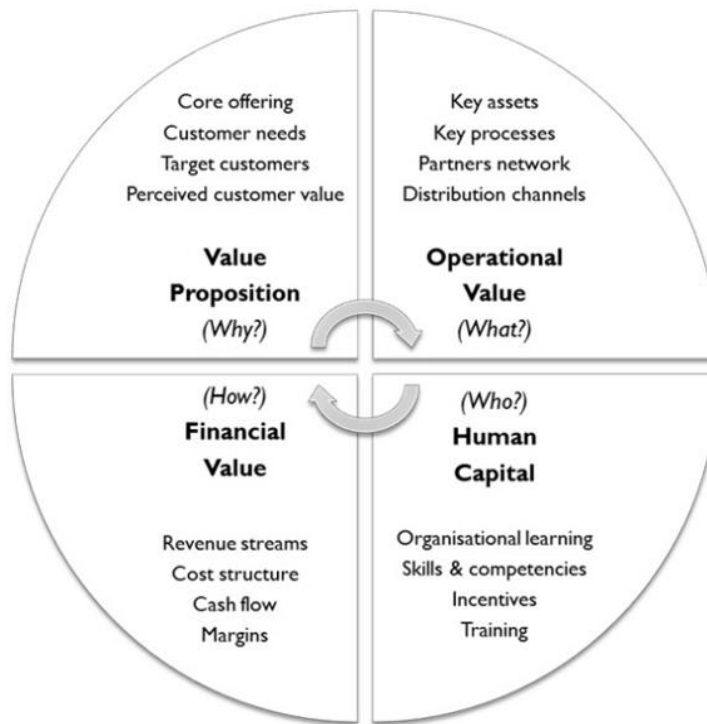 Core offering
Customer needs
Target customers
Perceived customer value
Value
Proposition
(Why?)
Key assets
Key processes
Partners network
Distribution channels
Operational
Value
(What?)
(How?)
Financial
Value
Revenue streams
Cost structure
Cash flow
Margins
(Who?)
Human
Capital
Organisational learning
Skills & competencies
Incentives
Training